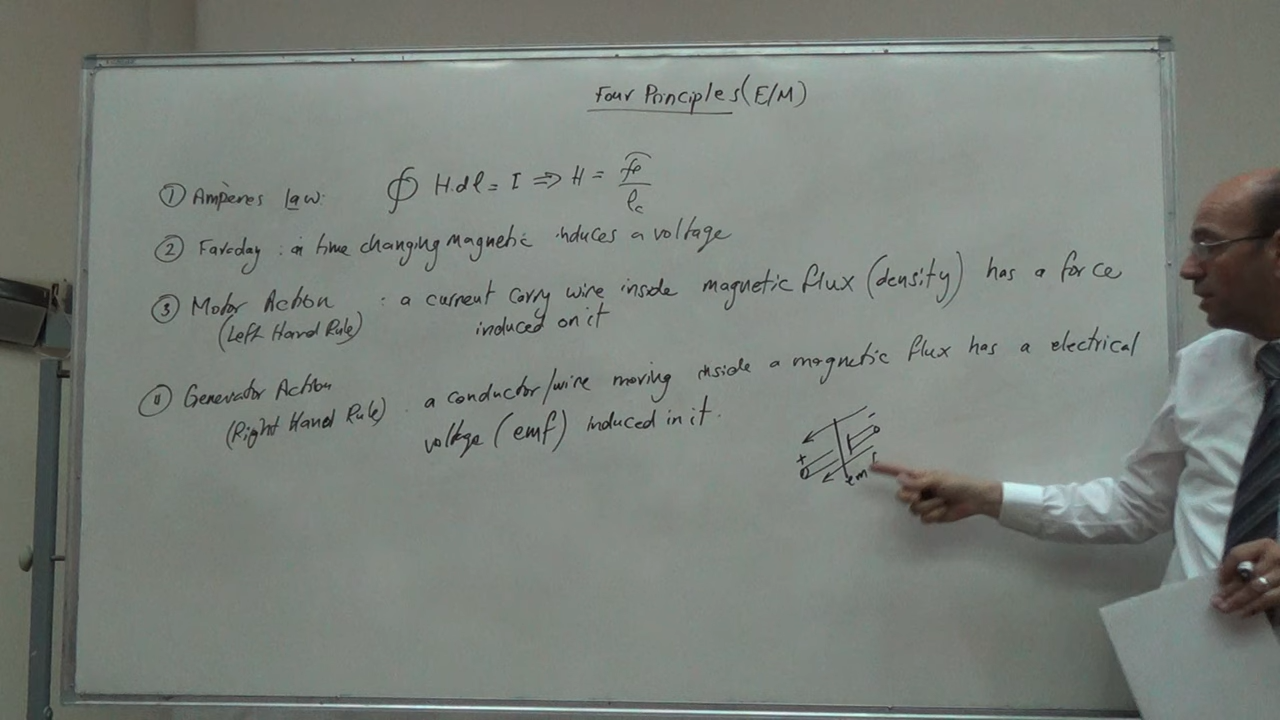 Four Principles (E/M)
① Ampères Law: ∮ H.dl = I ⇒ H = / lc
② Faraday : a time changing magnetic induces a voltage
③ Motor Action : a current carry wire inside magnetic flux (density) has a force
(Left Hand Rule) induced on it
④ Generator Action : a conductor/wire moving inside a magnetic flux has a electrical
(Right Hand Rule) voltage (emf) induced in it.
+ -
emf